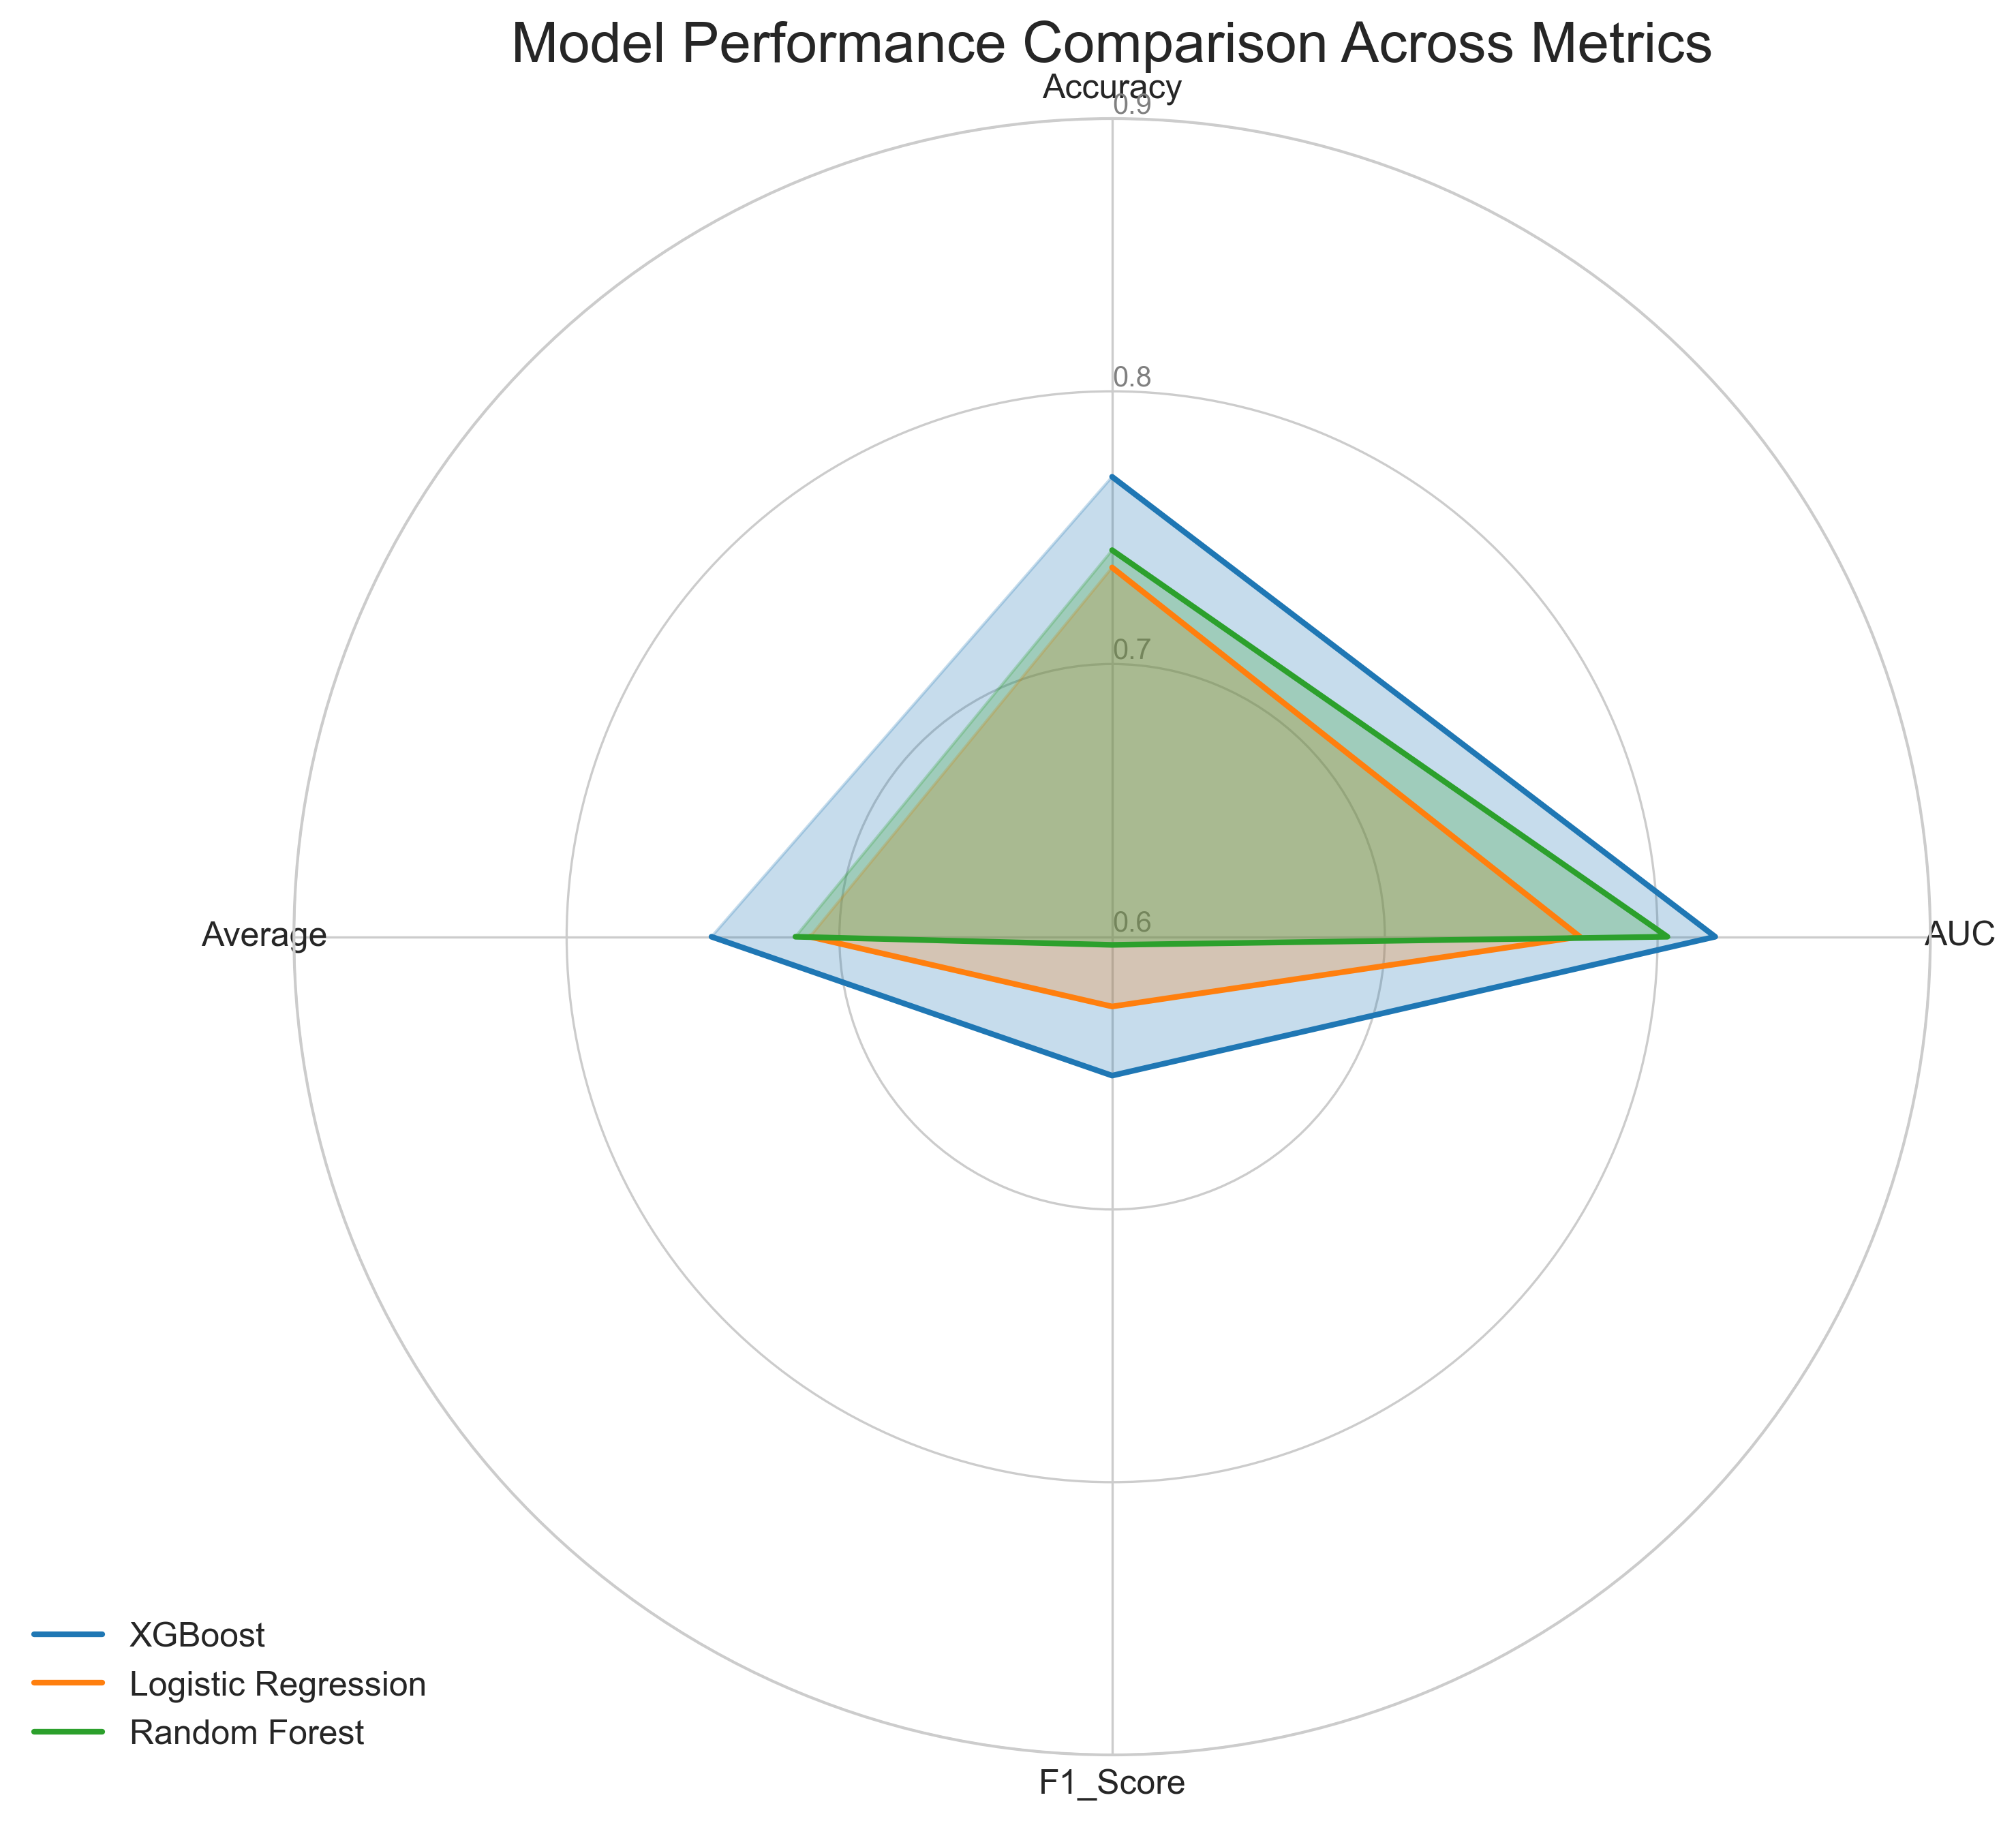 Model Performance Comparison Across Metrics
Accuracy
0.9
0.8
0.7
0.6
Average
AUC
XGBoost
Logistic Regression
Random Forest
F1_Score